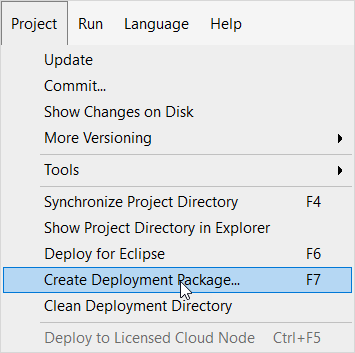 Project Run Language Help
Update
Commit...
Show Changes on Disk
More Versioning
Tools
Synchronize Project Directory F4
Show Project Directory in Explorer
Deploy for Eclipse F6
Create Deployment Package... F7
Clean Deployment Directory
Deploy to Licensed Cloud Node Ctrl+F5